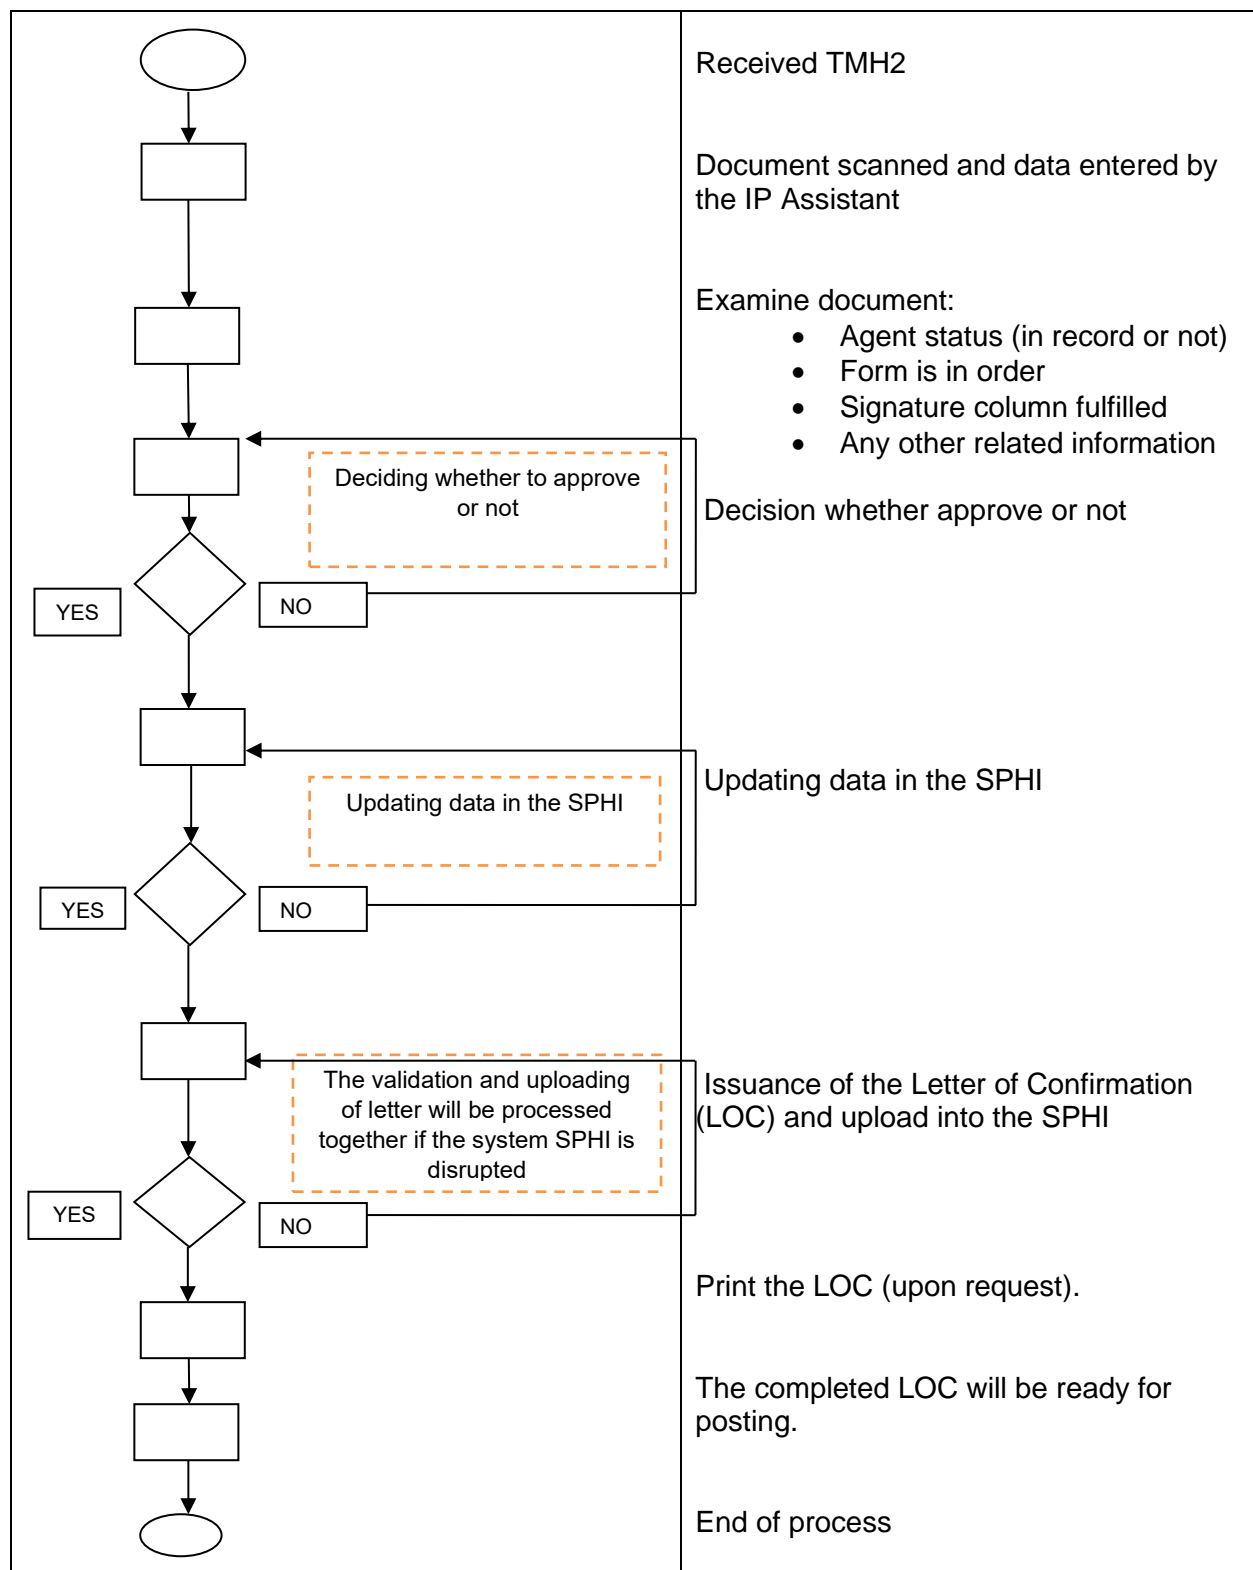 Received TMH2
Document scanned and data entered by
the IP Assistant
Examine document:
• Agent status (in record or not)
• Form is in order
• Signature column fulfilled
• Any other related information
Deciding whether to approve
or not
Decision whether approve or not
YES
NO
Updating data in the SPHI
Updating data in the SPHI
YES
NO
The validation and uploading
of letter will be processed
together if the system SPHI is
disrupted
Issuance of the Letter of Confirmation
(LOC) and upload into the SPHI
YES
NO
Print the LOC (upon request).
The completed LOC will be ready for
posting.
End of process